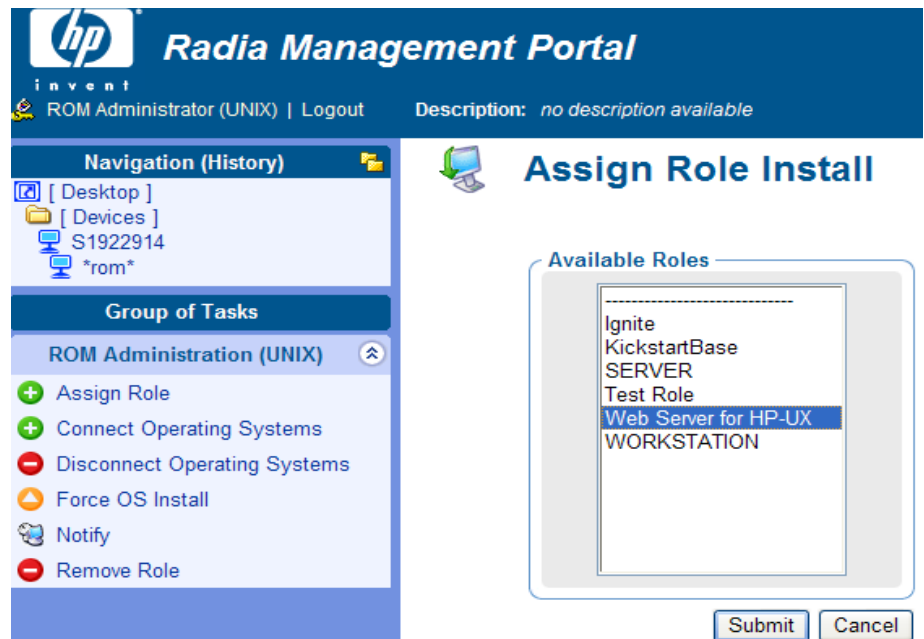 hp
Radia Management Portal
invent
ROM Administrator (UNIX) | Logout
Description: no description available
Navigation (History)
[ Desktop ]
[ Devices ]
S1922914
*rom*
Group of Tasks
ROM Administration (UNIX)
Assign Role
Connect Operating Systems
Disconnect Operating Systems
Force OS Install
Notify
Remove Role
Assign Role Install
Available Roles
-----------------------------
Ignite
KickstartBase
SERVER
Test Role
Web Server for HP-UX
WORKSTATION
Submit
Cancel